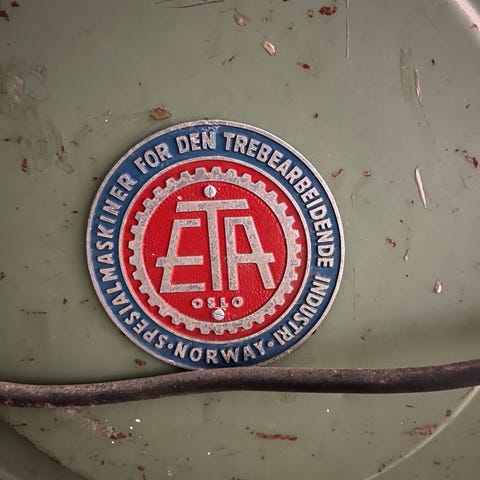 SPESIALMASKINER FOR DEN TREBEARBEIDENDE INDUSTRI
ETA
OSLO
NORWAY